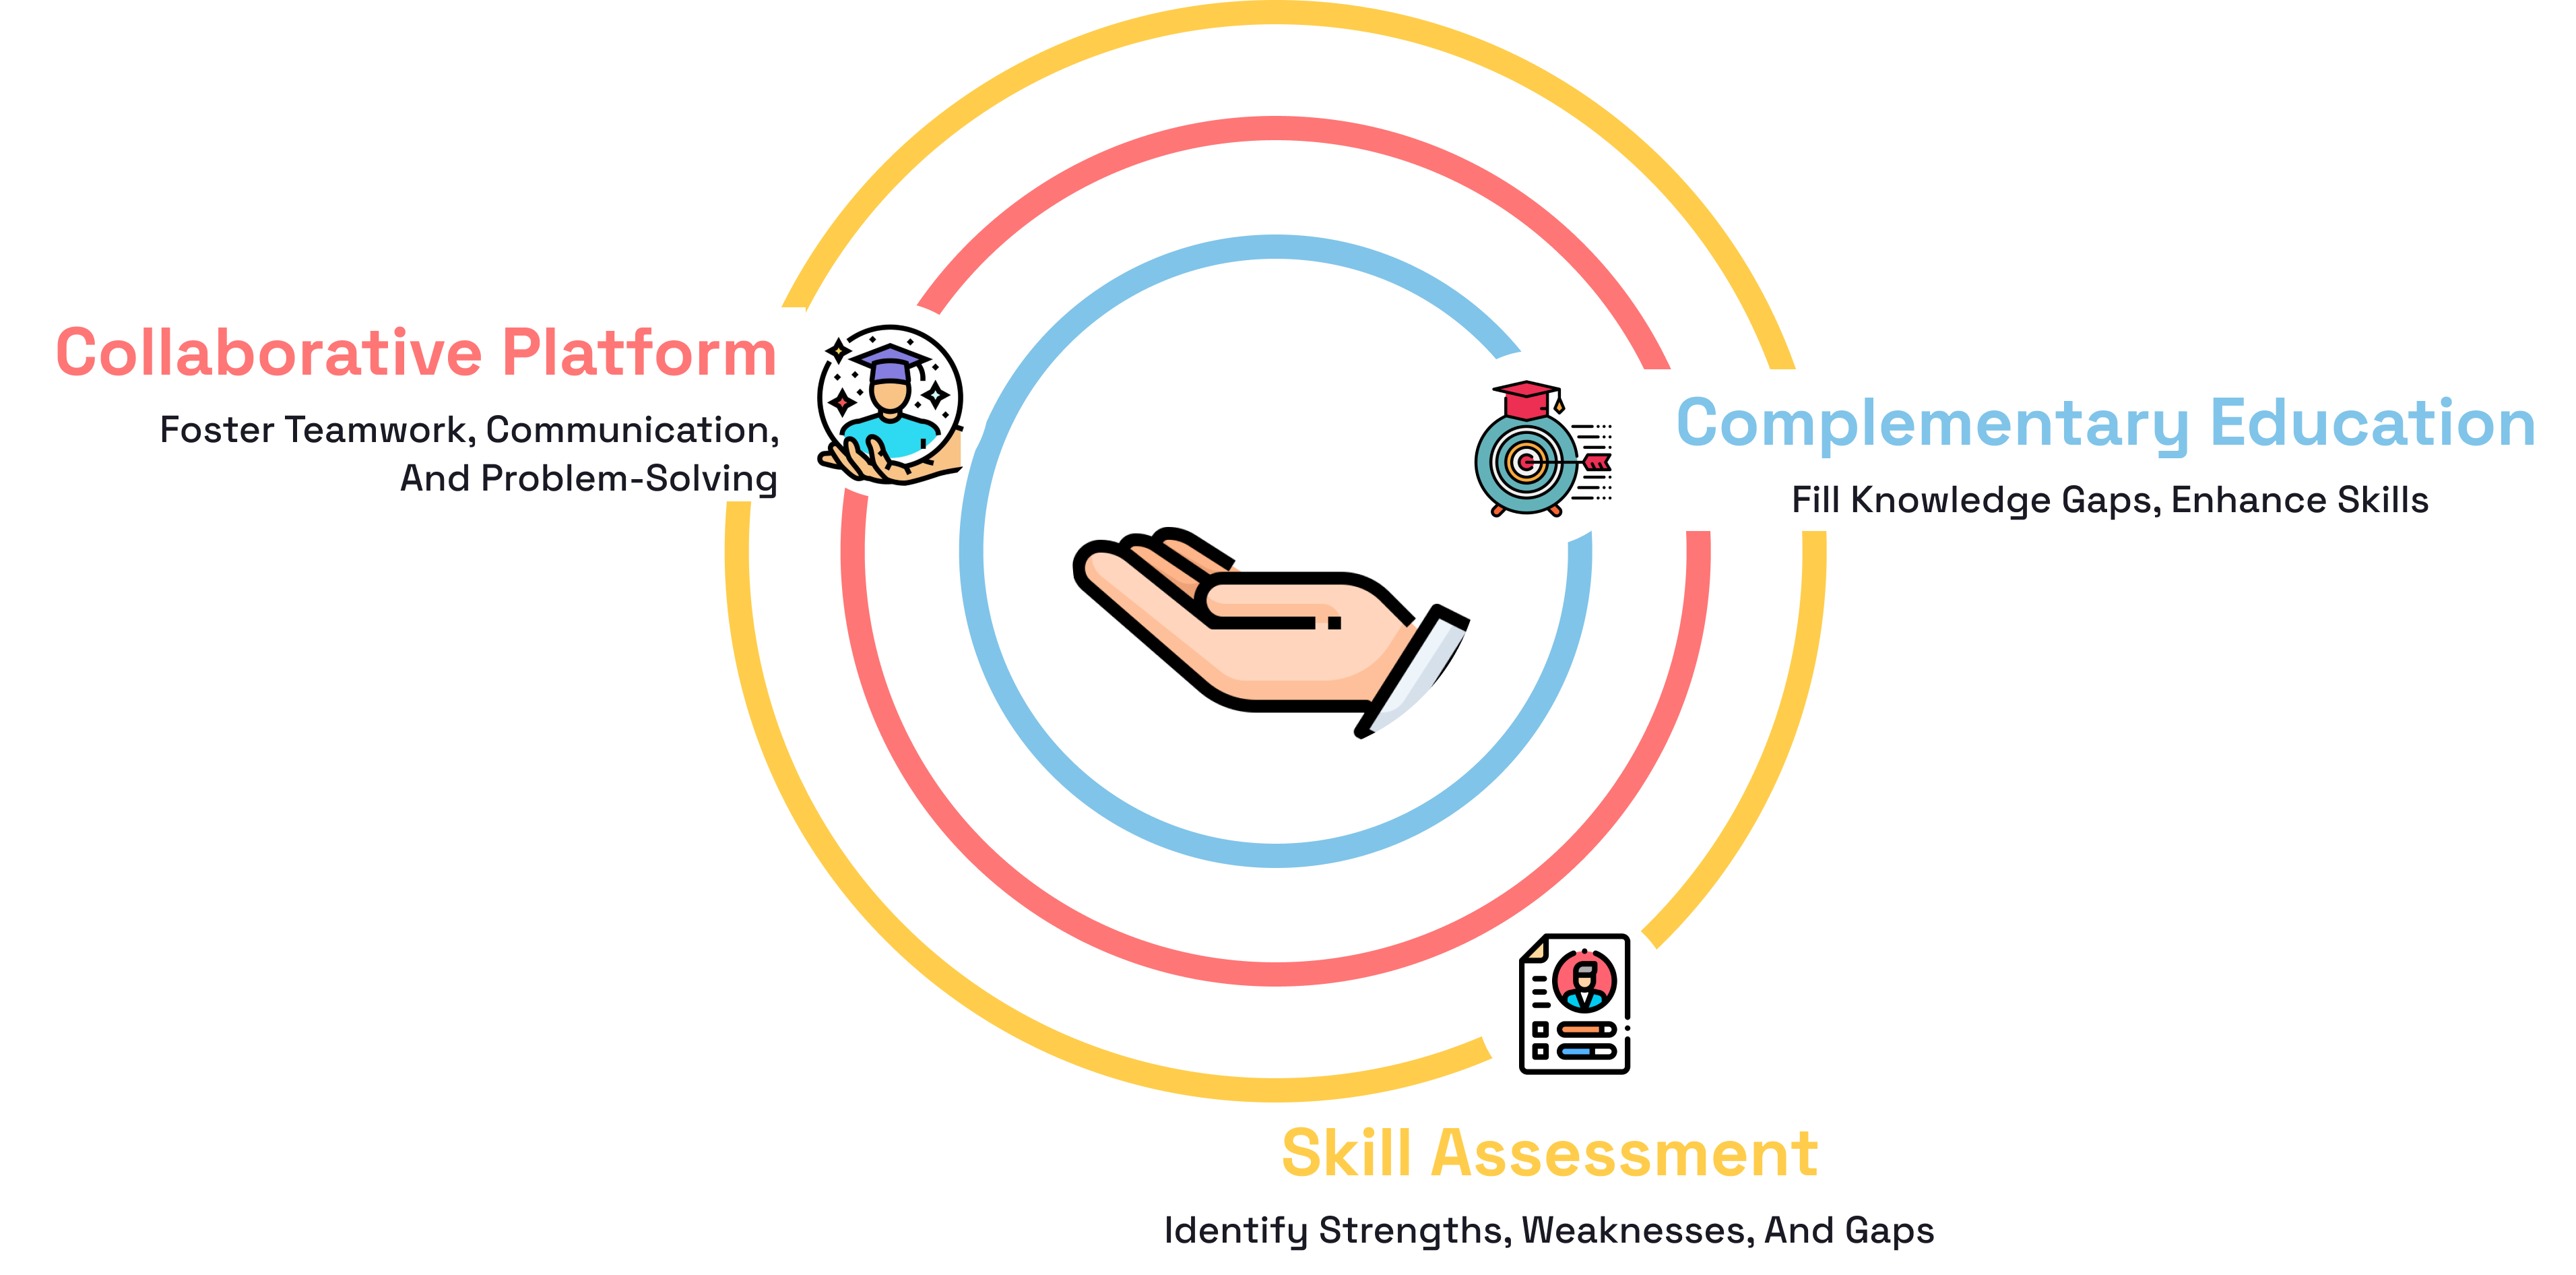 Collaborative Platform
Foster Teamwork, Communication,
And Problem-Solving
Complementary Education
Fill Knowledge Gaps, Enhance Skills
Skill Assessment
Identify Strengths, Weaknesses, And Gaps